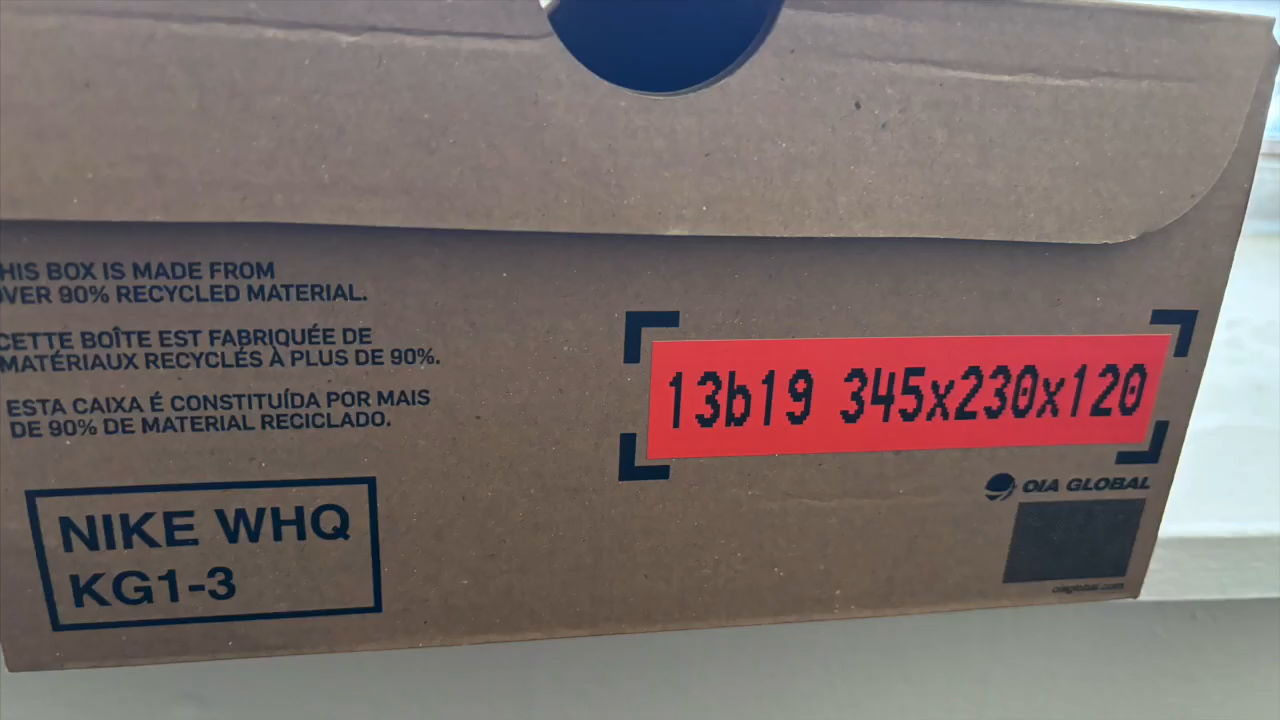 HIS BOX IS MADE FROM
VER 90% RECYCLED MATERIAL.
CETTE BOÎTE EST FABRIQUÉE DE
MATÉRIAUX RECYCLÉS À PLUS DE 90%.
ESTA CAIXA É CONSTITUÍDA POR MAIS
DE 90% DE MATERIAL RECICLADO.
13b19 345x230x120
OIA GLOBAL
oiaglobal.com
NIKE WHQ
KG1-3